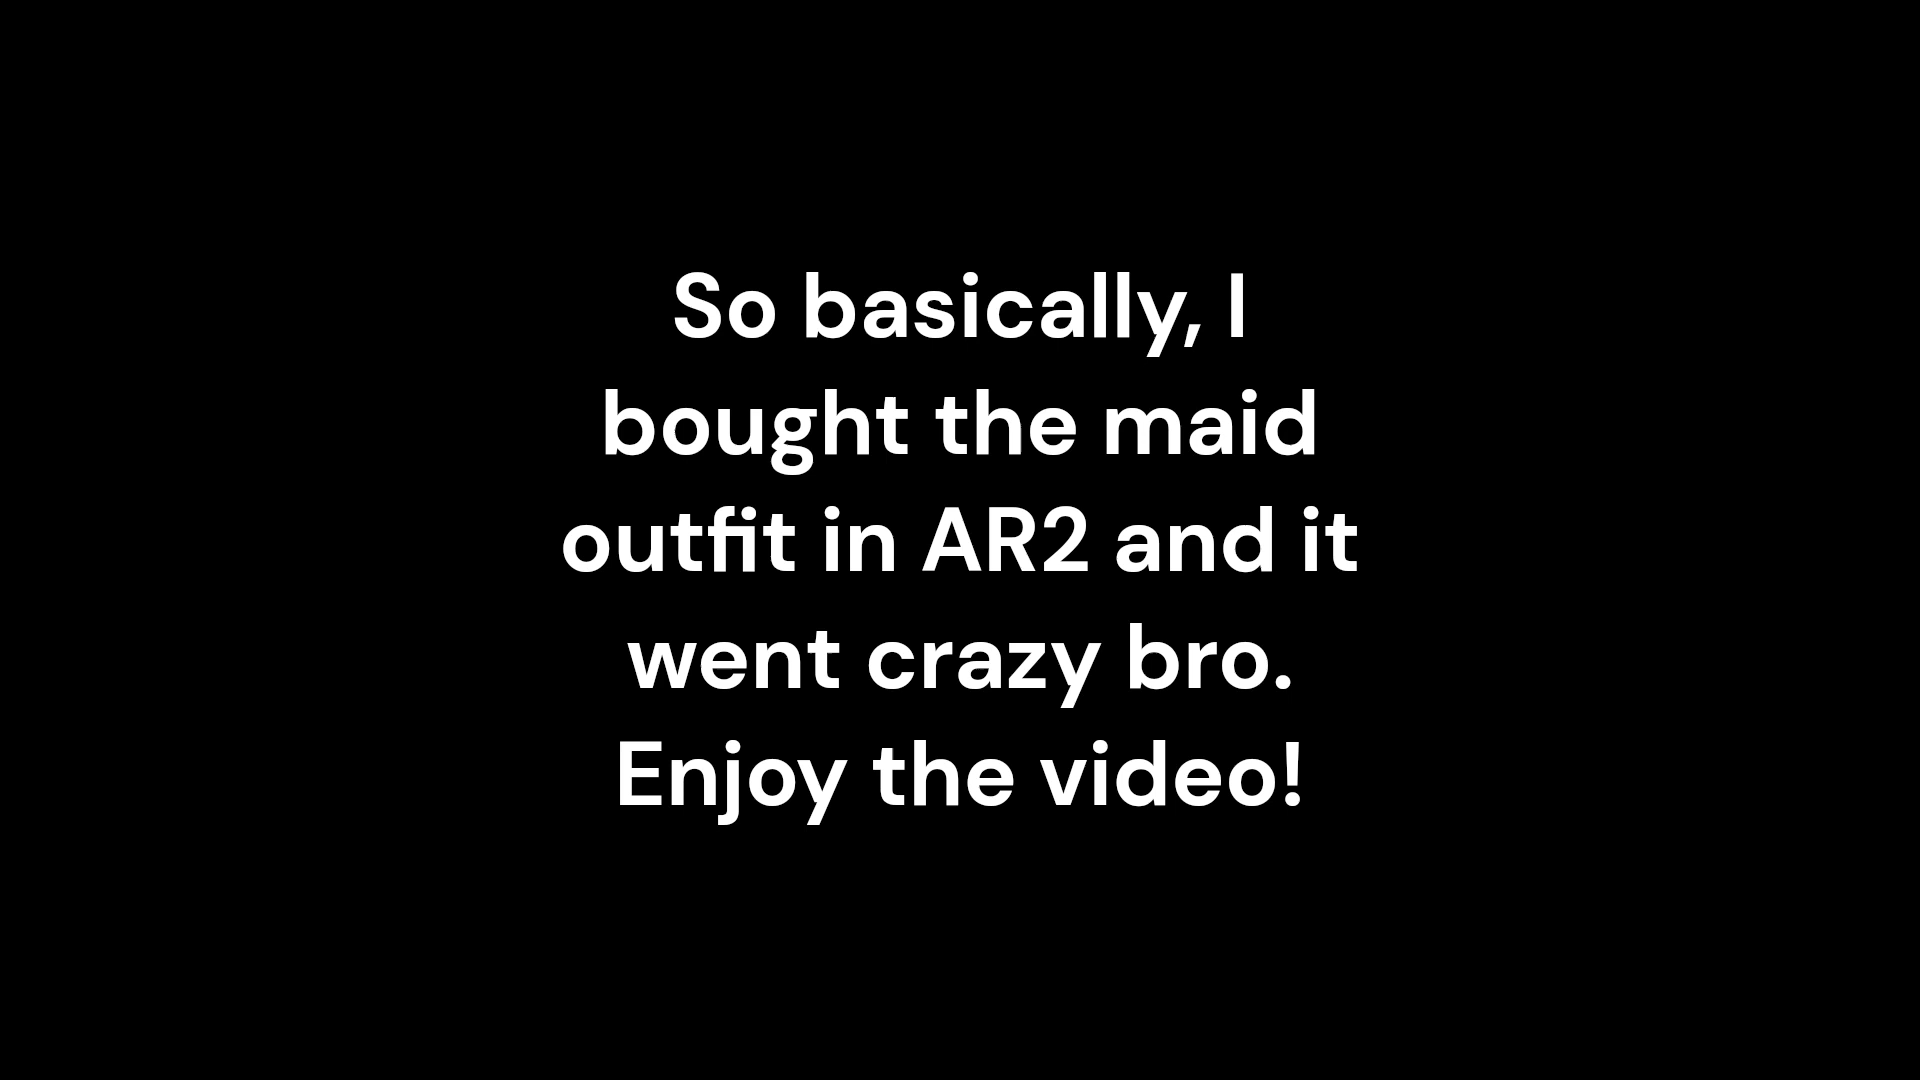 So basically, I
bought the maid
outfit in AR2 and it
went crazy bro.
Enjoy the video!